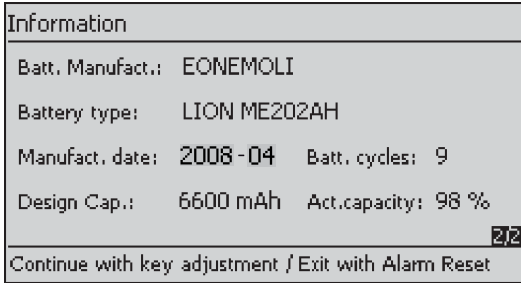 Information
Batt. Manufact.: EONEMOLI
Battery type: LION ME202AH
Manufact. date: 2008-04 Batt. cycles: 9
Design Cap.: 6600 mAh Act.capacity: 98 %
2/2
Continue with key adjustment / Exit with Alarm Reset